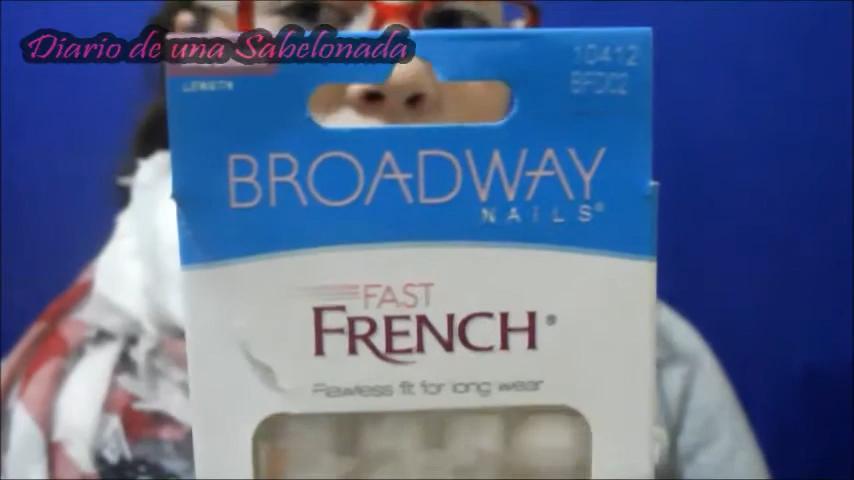 Diario de una Sabelonada
LENGTH
10412
BFD02
BROADWAY
NAILS®
FAST
FRENCH®
Flawless fit for long wear